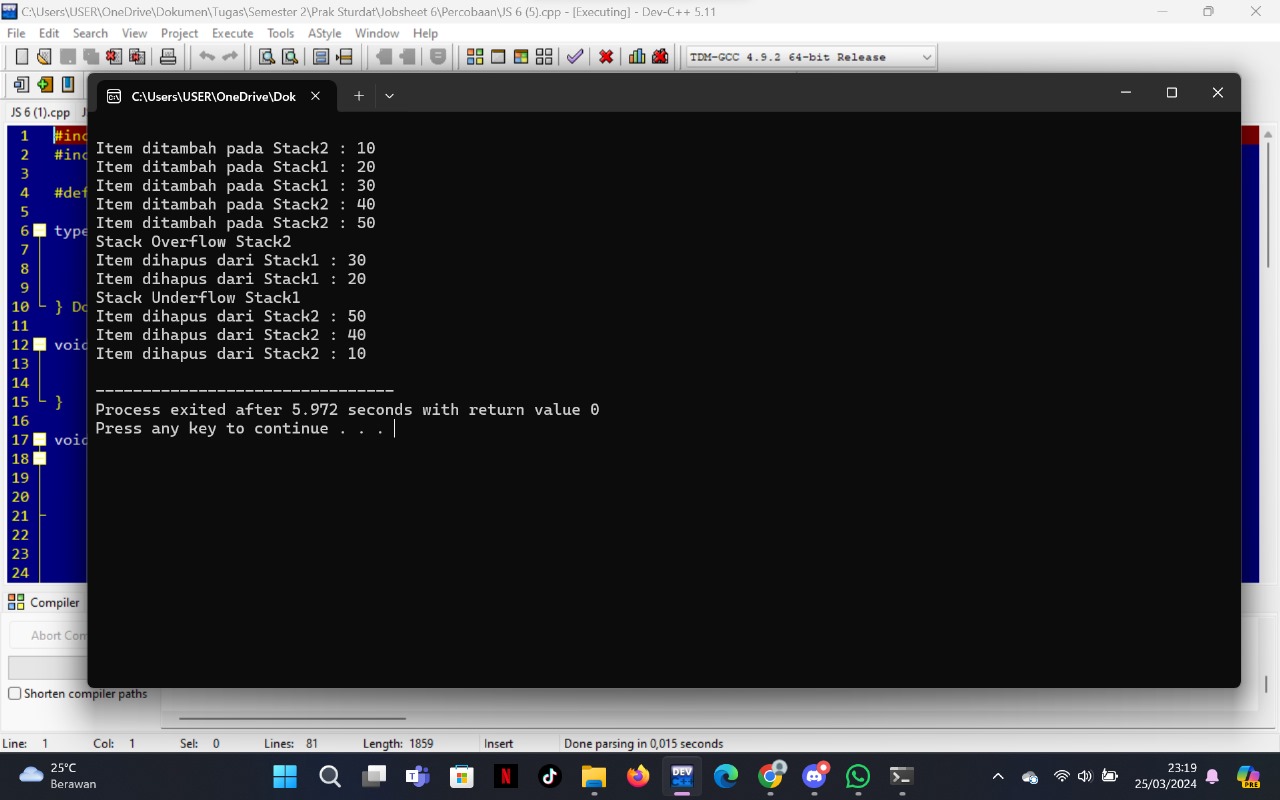 C:\Users\USER\OneDrive\Dokumen\Tugas\Semester 2\Prak Sturdat\Jobsheet 6\Percobaan\JS 6 (5).cpp - [Executing] - Dev-C++ 5.11
File Edit Search View Project Execute Tools AStyle Window Help
TDM-GCC 4.9.2 64-bit Release
C:\Users\USER\OneDrive\Dok
JS 6 (1).cpp
1 #inc
2 #inc
3
4 #def
5
6 type
7
8
9
10 } Do
11
12 void
13
14
15 }
16
17 void
18
19
20
21
22
23
24
Item ditambah pada Stack2 : 10
Item ditambah pada Stack1 : 20
Item ditambah pada Stack1 : 30
Item ditambah pada Stack2 : 40
Item ditambah pada Stack2 : 50
Stack Overflow Stack2
Item dihapus dari Stack1 : 30
Item dihapus dari Stack1 : 20
Stack Underflow Stack1
Item dihapus dari Stack2 : 50
Item dihapus dari Stack2 : 40
Item dihapus dari Stack2 : 10
--------------------------------
Process exited after 5.972 seconds with return value 0
Press any key to continue . . .
Compiler
Abort Com
Shorten compiler paths
Line: 1 Col: 1 Sel: 0 Lines: 81 Length: 1859 Insert Done parsing in 0,015 seconds
25°C
Berawan
DEV
PRE
23:19
25/03/2024